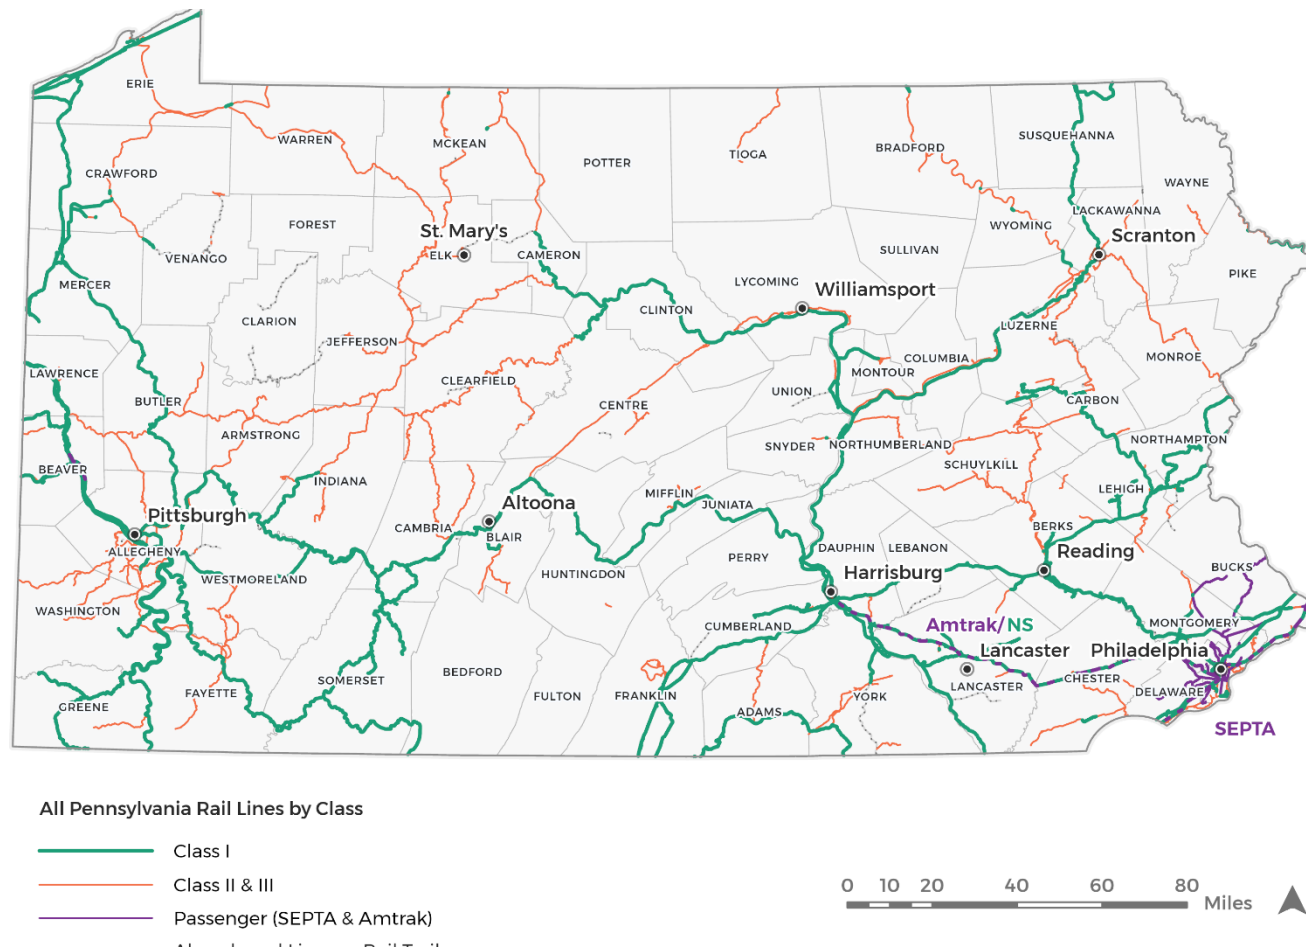 ERIE
WARREN
MCKEAN
POTTER
TIOGA
BRADFORD
SUSQUEHANNA
CRAWFORD
WAYNE
FOREST
St. Mary's
WYOMING
LACKAWANNA
Scranton
VENANGO
ELK
CAMERON
SULLIVAN
PIKE
MERCER
LYCOMING
Williamsport
CLINTON
CLARION
JEFFERSON
LUZERNE
COLUMBIA
MONROE
LAWRENCE
CLEARFIELD
MONTOUR
BUTLER
CENTRE
UNION
CARBON
ARMSTRONG
SNYDER
NORTHUMBERLAND
NORTHAMPTON
BEAVER
INDIANA
SCHUYLKILL
MIFFLIN
LEHIGH
Pittsburgh
Altoona
JUNIATA
CAMBRIA
BLAIR
BERKS
ALLEGHENY
PERRY
DAUPHIN
LEBANON
Reading
WESTMORELAND
HUNTINGDON
Harrisburg
BUCKS
WASHINGTON
CUMBERLAND
Amtrak/NS
MONTGOMERY
Lancaster
Philadelphia
BEDFORD
SOMERSET
CHESTER
FAYETTE
FULTON
FRANKLIN
YORK
LANCASTER
DELAWARE
GREENE
ADAMS
SEPTA
All Pennsylvania Rail Lines by Class
Class I
Class II & III
Passenger (SEPTA & Amtrak)
0 10 20 40 60 80 Miles